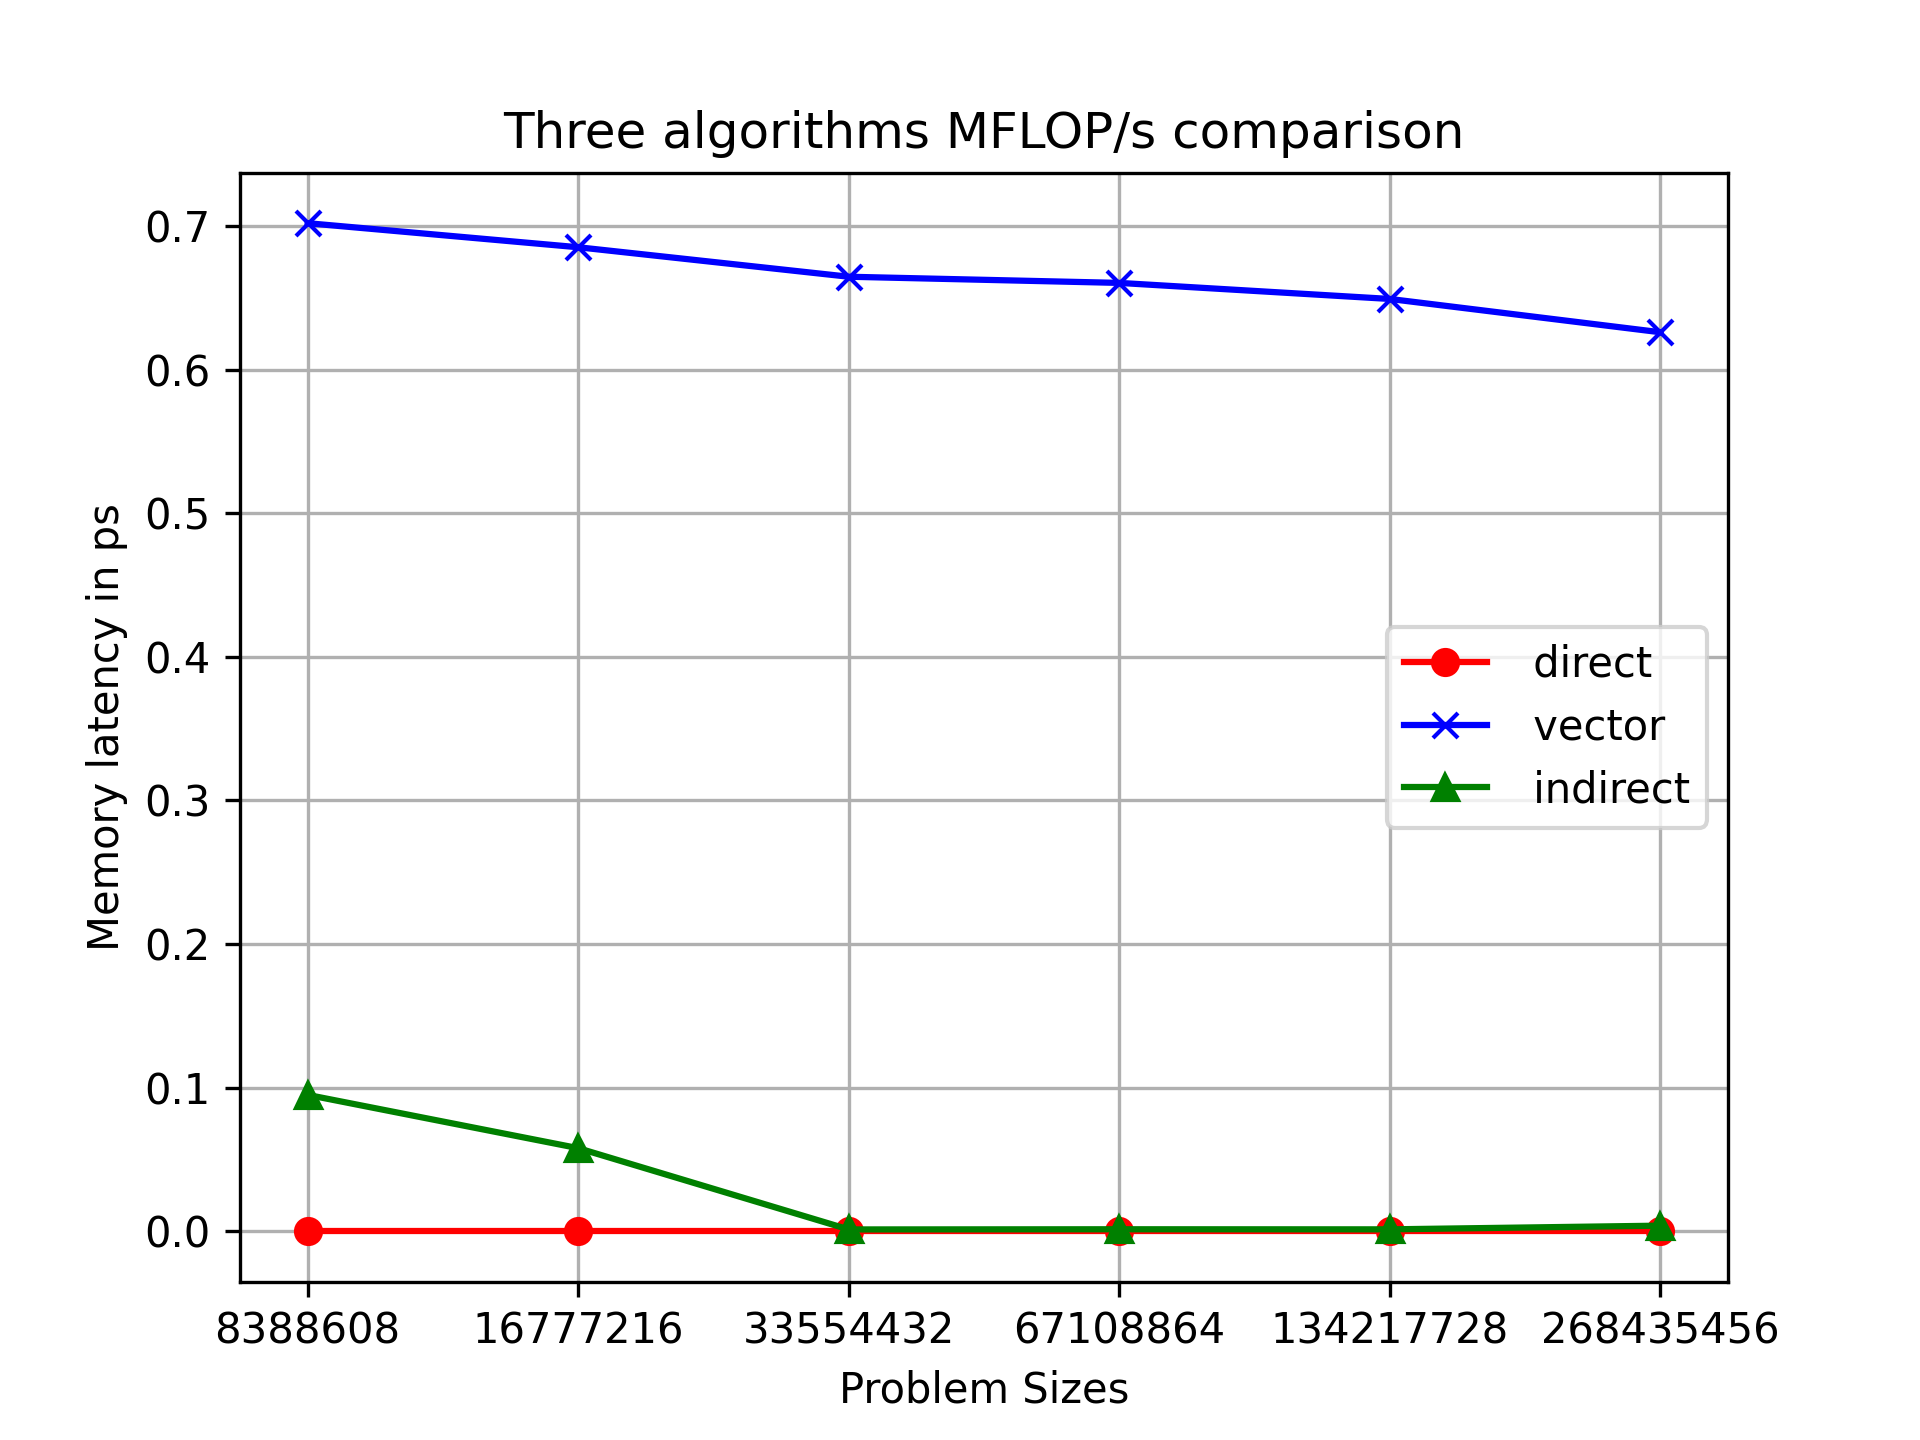 Three algorithms MFLOP/s comparison
Memory latency in ps
0.7
0.6
0.5
0.4
0.3
0.2
0.1
0.0
direct
vector
indirect
8388608 16777216 33554432 67108864 134217728 268435456
Problem Sizes